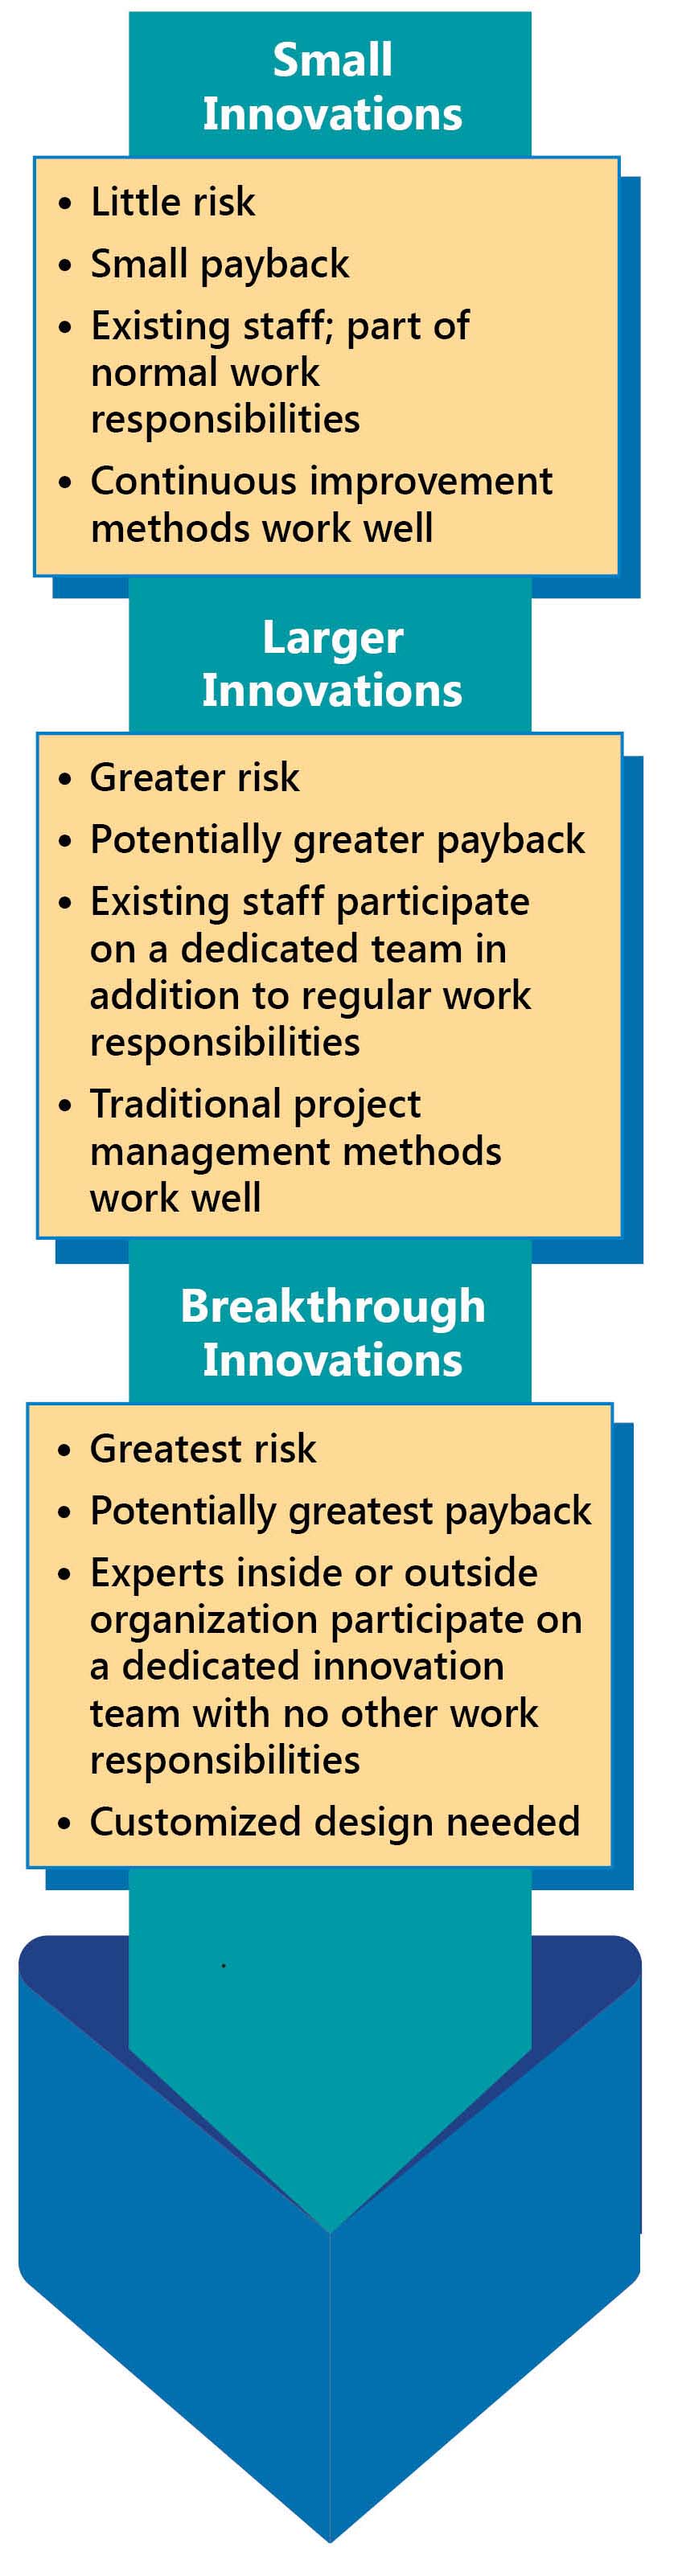 Small
Innovations
• Little risk
• Small payback
• Existing staff; part of
normal work
responsibilities
• Continuous improvement
methods work well
Larger
Innovations
• Greater risk
• Potentially greater payback
• Existing staff participate
on a dedicated team in
addition to regular work
responsibilities
• Traditional project
management methods
work well
Breakthrough
Innovations
• Greatest risk
• Potentially greatest payback
• Experts inside or outside
organization participate on
a dedicated innovation
team with no other work
responsibilities
• Customized design needed